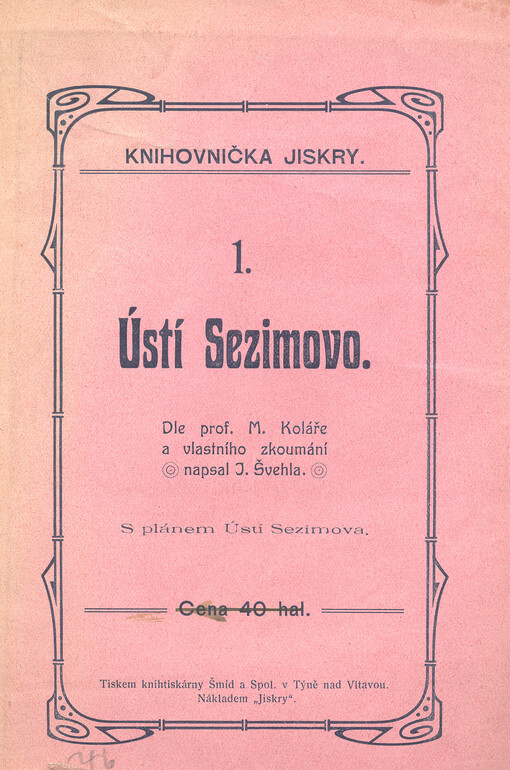 KNIHOVNIČKA JISKRY.
1.
Ústí Sezimovo.
Dle prof. M. Koláře
a vlastního zkoumání
napsal J. Švehla.
S plánem Ústí Sezimova.
Cena 40 hal.
Tiskem knihtiskárny Šmíd a Spol. v Týně nad Vltavou.
Nákladem „Jiskry“.
46